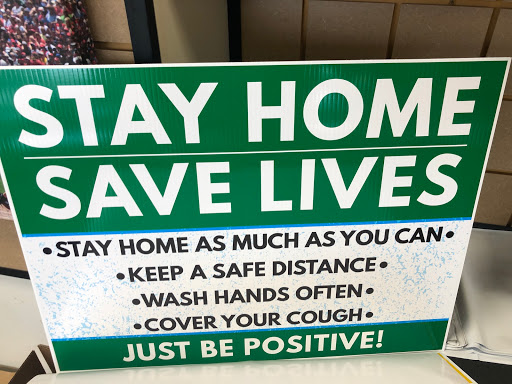 STAY HOME
SAVE LIVES
•STAY HOME AS MUCH AS YOU CAN•
•KEEP A SAFE DISTANCE•
•WASH HANDS OFTEN•
•COVER YOUR COUGH•
JUST BE POSITIVE!